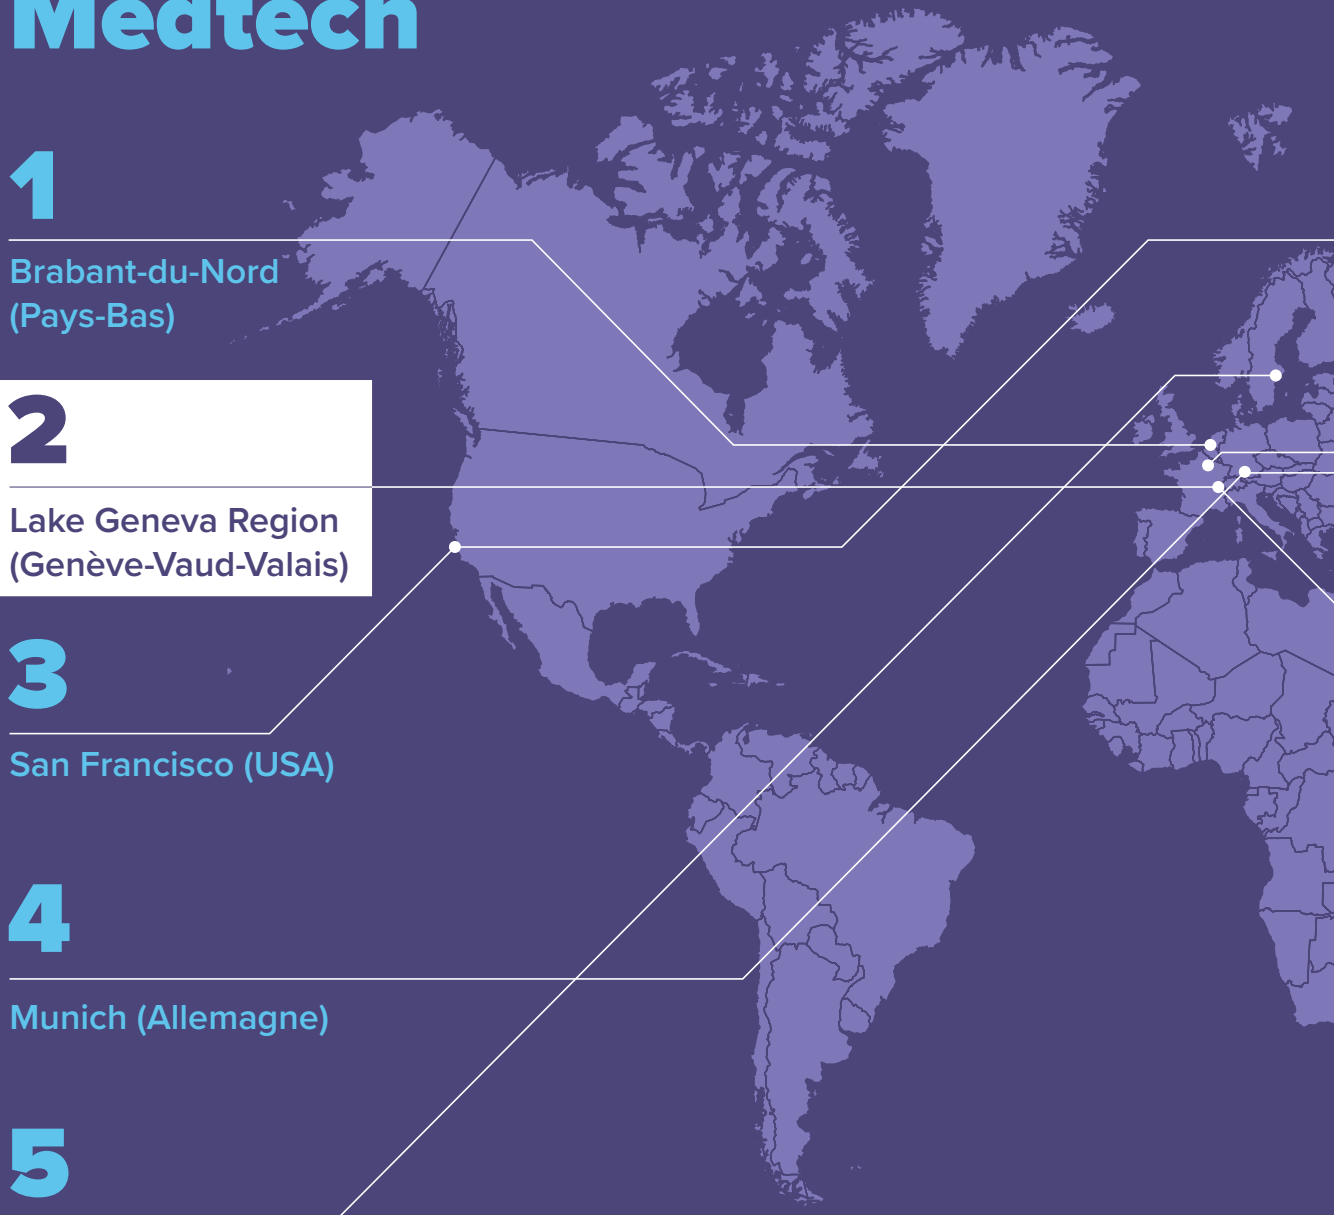 Medtech
1
Brabant-du-Nord
(Pays-Bas)
2
Lake Geneva Region
(Genève-Vaud-Valais)
3
San Francisco (USA)
4
Munich (Allemagne)
5